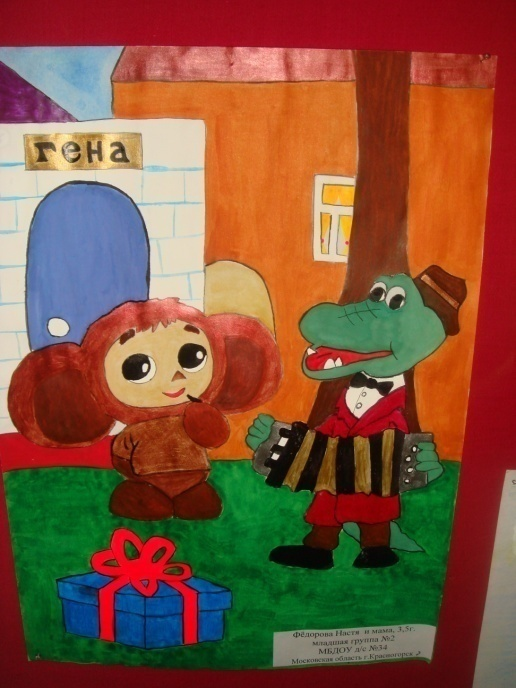 гена
Фёдорова Настя и мама, 3,5г.
младшая группа №2
МБДОУ д/с №34
Московская область г.Красногорск